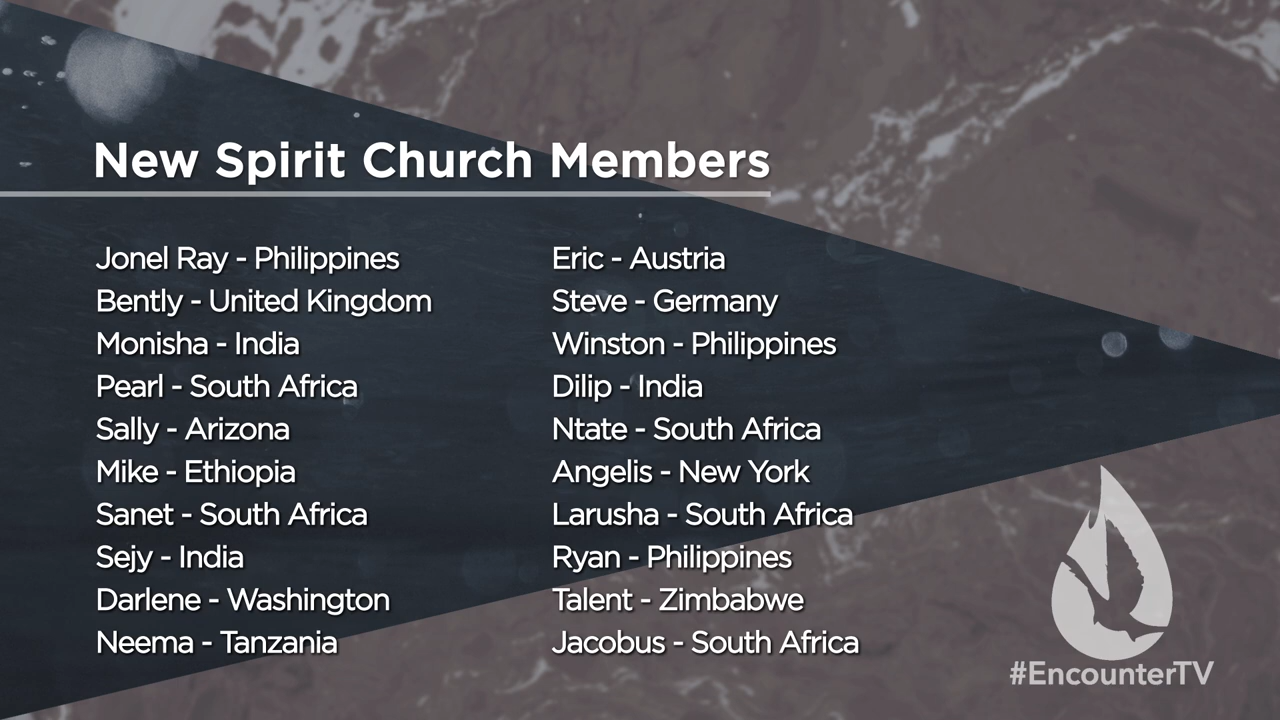 New Spirit Church Members
Jonel Ray - Philippines
Bently - United Kingdom
Monisha - India
Pearl - South Africa
Sally - Arizona
Mike - Ethiopia
Sanet - South Africa
Sejy - India
Darlene - Washington
Neema - Tanzania
Eric - Austria
Steve - Germany
Winston - Philippines
Dilip - India
Ntate - South Africa
Angelis - New York
Larusha - South Africa
Ryan - Philippines
Talent - Zimbabwe
Jacobus - South Africa
#EncounterTV